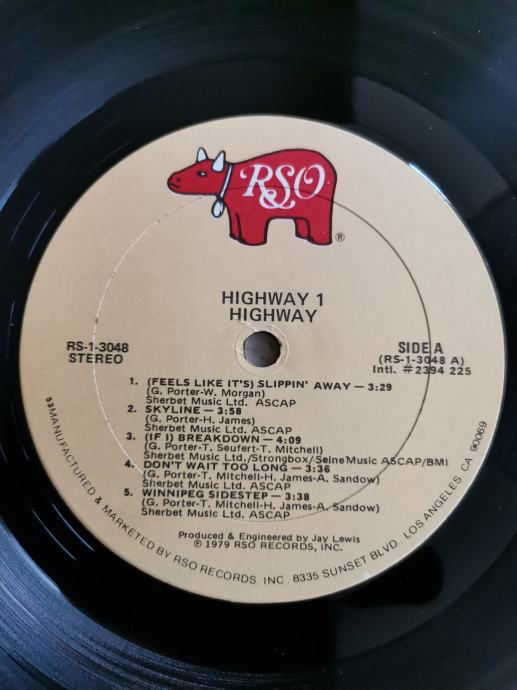 RSO
®
HIGHWAY 1
HIGHWAY
RS-1-3048
STEREO
SIDE A
(RS-1-3048 A)
Intl. #2394 225
1. (FEELS LIKE IT'S) SLIPPIN' AWAY — 3:29
(G. Porter-W. Morgan)
Sherbet Music Ltd. ASCAP
2. SKYLINE — 3:58
(G. Porter-H. James)
Sherbet Music Ltd. ASCAP
3. (IF I) BREAKDOWN — 4:09
(G. Porter-T. Seufert-T. Mitchell)
Sherbet Music Ltd./Strongbox/Seine Music ASCAP/BMI
4. DON'T WAIT TOO LONG — 3:36
(G. Porter-T. Mitchell-H. James-A. Sandow)
Sherbet Music Ltd. ASCAP
5. WINNIPEG SIDESTEP — 3:38
(G. Porter-T. Mitchell-H. James-A. Sandow)
Sherbet Music Ltd. ASCAP
Produced & Engineered by Jay Lewis
℗ 1979 RSO RECORDS, INC.
53 MANUFACTURED & MARKETED BY RSO RECORDS, INC. 8335 SUNSET BLVD. LOS ANGELES, CA 90069